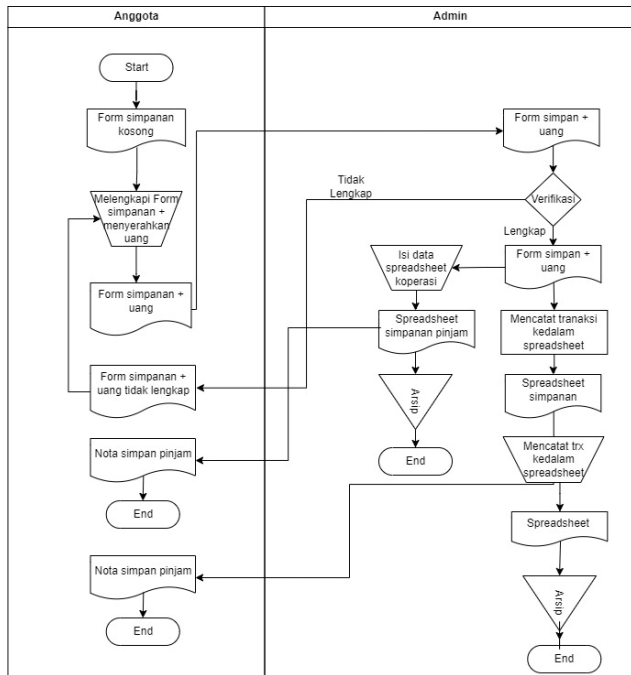 Anggota
Admin
Start
Form simpanan
kosong
Melengkapi Form
simpanan +
menyerahkan
uang
Form simpanan +
uang
Form simpanan +
uang tidak lengkap
Nota simpan pinjam
End
Nota simpan pinjam
End
Form simpan +
uang
Verifikasi
Tidak
Lengkap
Lengkap
Form simpan +
uang
Isi data
spreadsheet
koperasi
Spreadsheet
simpanan pinjam
Arsip
End
Mencatat tranaksi
kedalam
spreadsheet
Spreadsheet
simpanan
Mencatat trx
kedalam
spreadsheet
Spreadsheet
Arsip
End